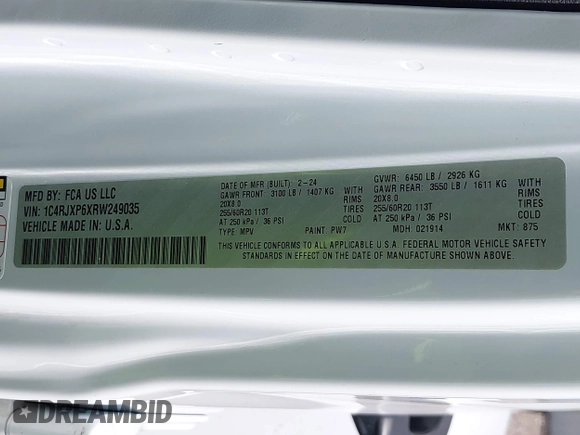 MFD BY: FCA US LLC
VIN: 1C4RJXP6XRW249035
VEHICLE MADE IN: U.S.A.
DATE OF MFR (BUILT): 2-24
GAWR FRONT: 3100 LB / 1407 KG
20X8.0 RIMS
255/60R20 113T TIRES
AT 250 kPa / 36 PSI COLD
TYPE: MPV PAINT: PW7
GVWR: 6450 LB / 2926 KG
GAWR REAR: 3550 LB / 1611 KG
20X8.0 RIMS
255/60R20 113T TIRES
AT 250 kPa / 36 PSI COLD
MDH: 021914 MKT: 875
THIS VEHICLE CONFORMS TO ALL APPLICABLE U.S.A. FEDERAL MOTOR VEHICLE SAFETY
STANDARDS IN EFFECT ON THE DATE OF MANUFACTURE SHOWN ABOVE.
DREAMBID